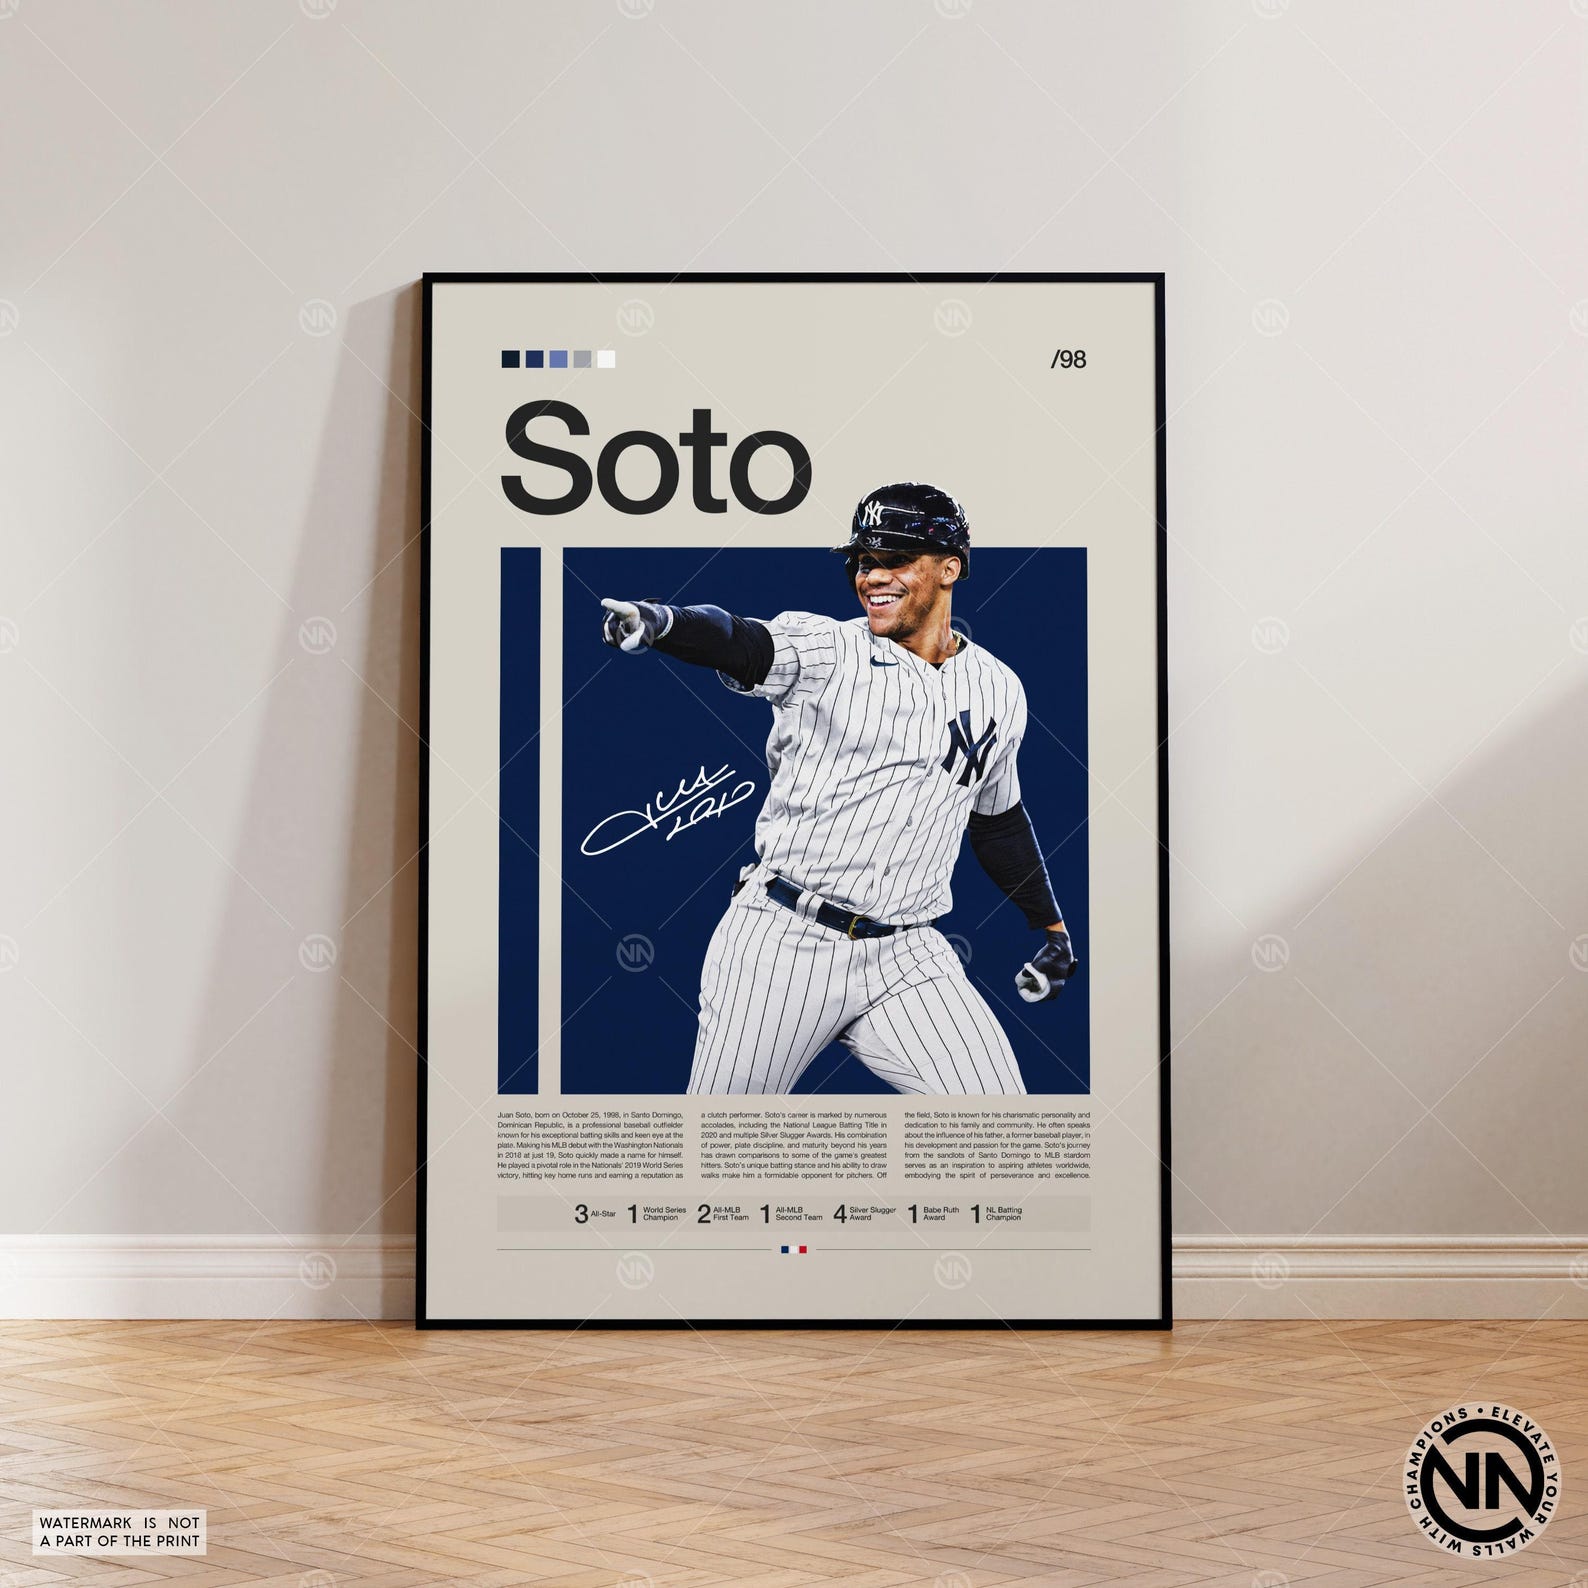 /98
Soto
NY
NY
Juan Soto, born on October 25, 1998, in Santo Domingo,
Dominican Republic, is a professional baseball outfielder
known for his exceptional batting skills and keen eye at the
plate. Making his MLB debut with the Washington Nationals
in 2018 at just 19, Soto quickly made a name for himself.
He played a pivotal role in the Nationals' 2019 World Series
victory, hitting key home runs and earning a reputation as
a clutch performer. Soto's career is marked by numerous
accolades, including the National League Batting Title in
2020 and multiple Silver Slugger Awards. His combination
of power, plate discipline, and maturity beyond his years
has drawn comparisons to some of the game's greatest
hitters. Soto's unique batting stance and his ability to draw
walks make him a formidable opponent for pitchers. Off
the field, Soto is known for his charismatic personality and
dedication to his family and community. He often speaks
about the influence of his father, a former baseball player, in
his development and passion for the game. Soto's journey
from the sandlots of Santo Domingo to MLB stardom
serves as an inspiration to aspiring athletes worldwide,
embodying the spirit of perseverance and excellence.
3 All-Star
1 World Series Champion
2 All-MLB First Team
1 All-MLB Second Team
4 Silver Slugger Award
1 Babe Ruth Award
1 NL Batting Champion
WATERMARK IS NOT
A PART OF THE PRINT
ELEVATE YOUR WALLS WITH CHAMPIONS •